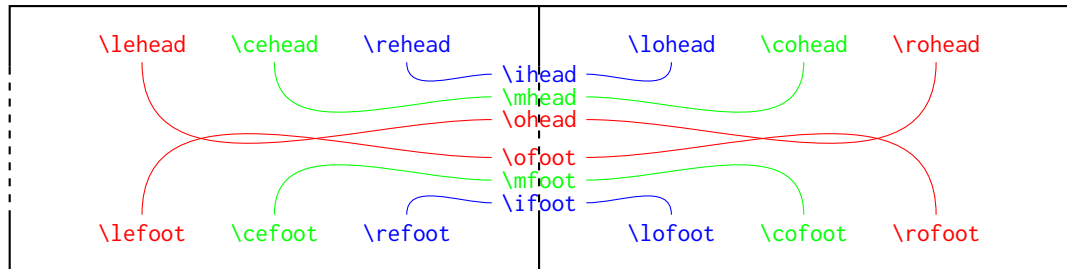 \lehead \cehead \rehead \lohead \cohead \rohead
\ihead
\mhead
\ohead
\ofoot
\mfoot
\ifoot
\lefoot \cefoot \refoot \lofoot \cofoot \rofoot